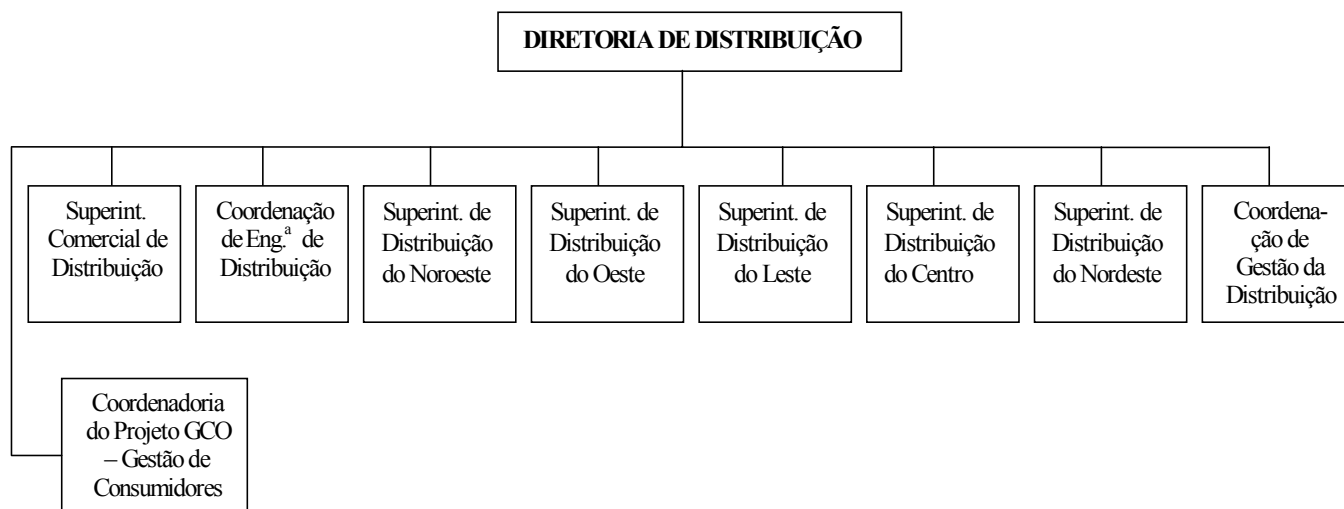 DIRETORIA DE DISTRIBUIÇÃO
Superint.
Comercial de
Distribuição
Coordenação
de Eng.ª de
Distribuição
Superint. de
Distribuição
do Noroeste
Superint. de
Distribuição
do Oeste
Superint. de
Distribuição
do Leste
Superint. de
Distribuição
do Centro
Superint. de
Distribuição
do Nordeste
Coordena-
ção de
Gestão da
Distribuição
Coordenadoria
do Projeto GCO
– Gestão de
Consumidores